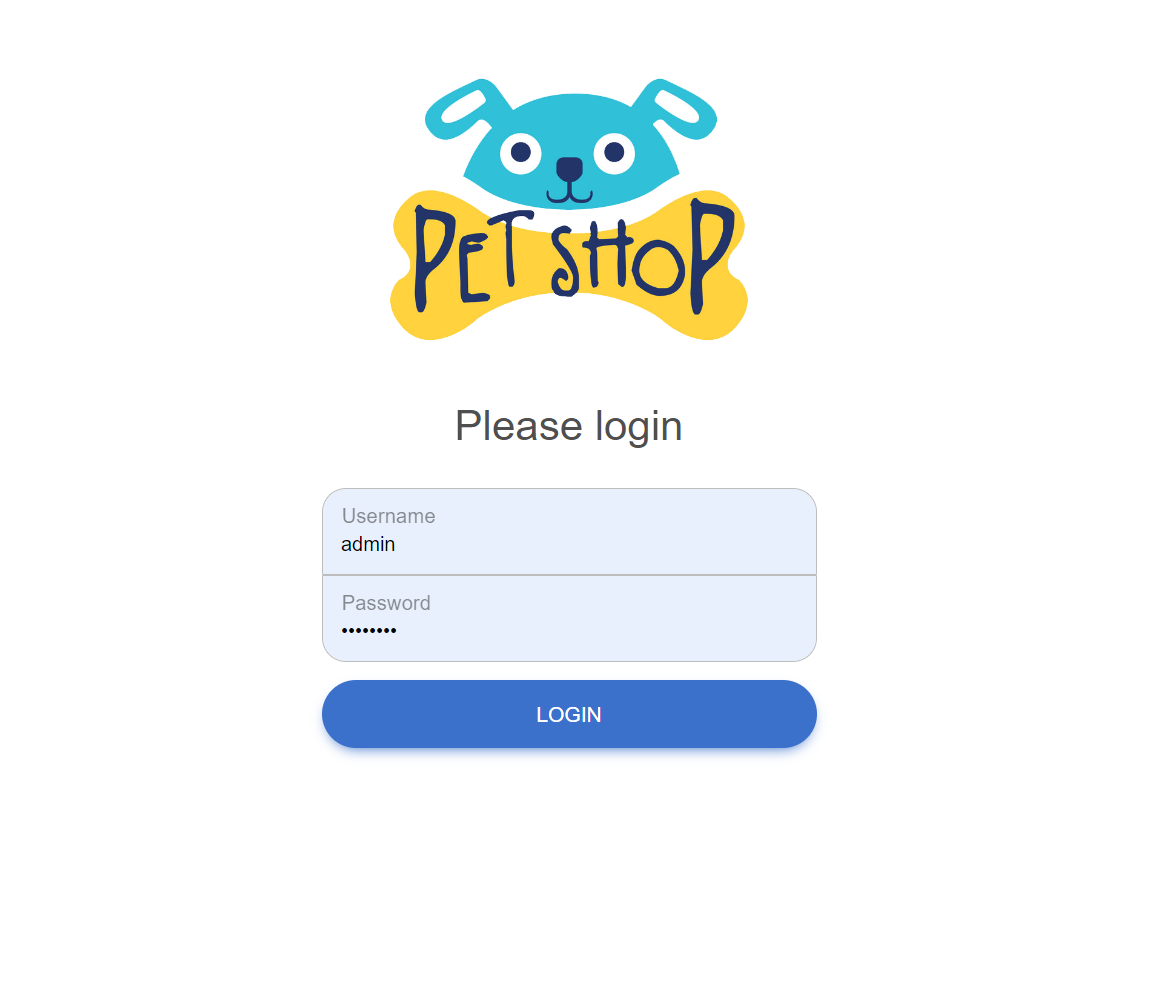 PET SHOP
Please login
Username
admin
Password
••••••••
LOGIN